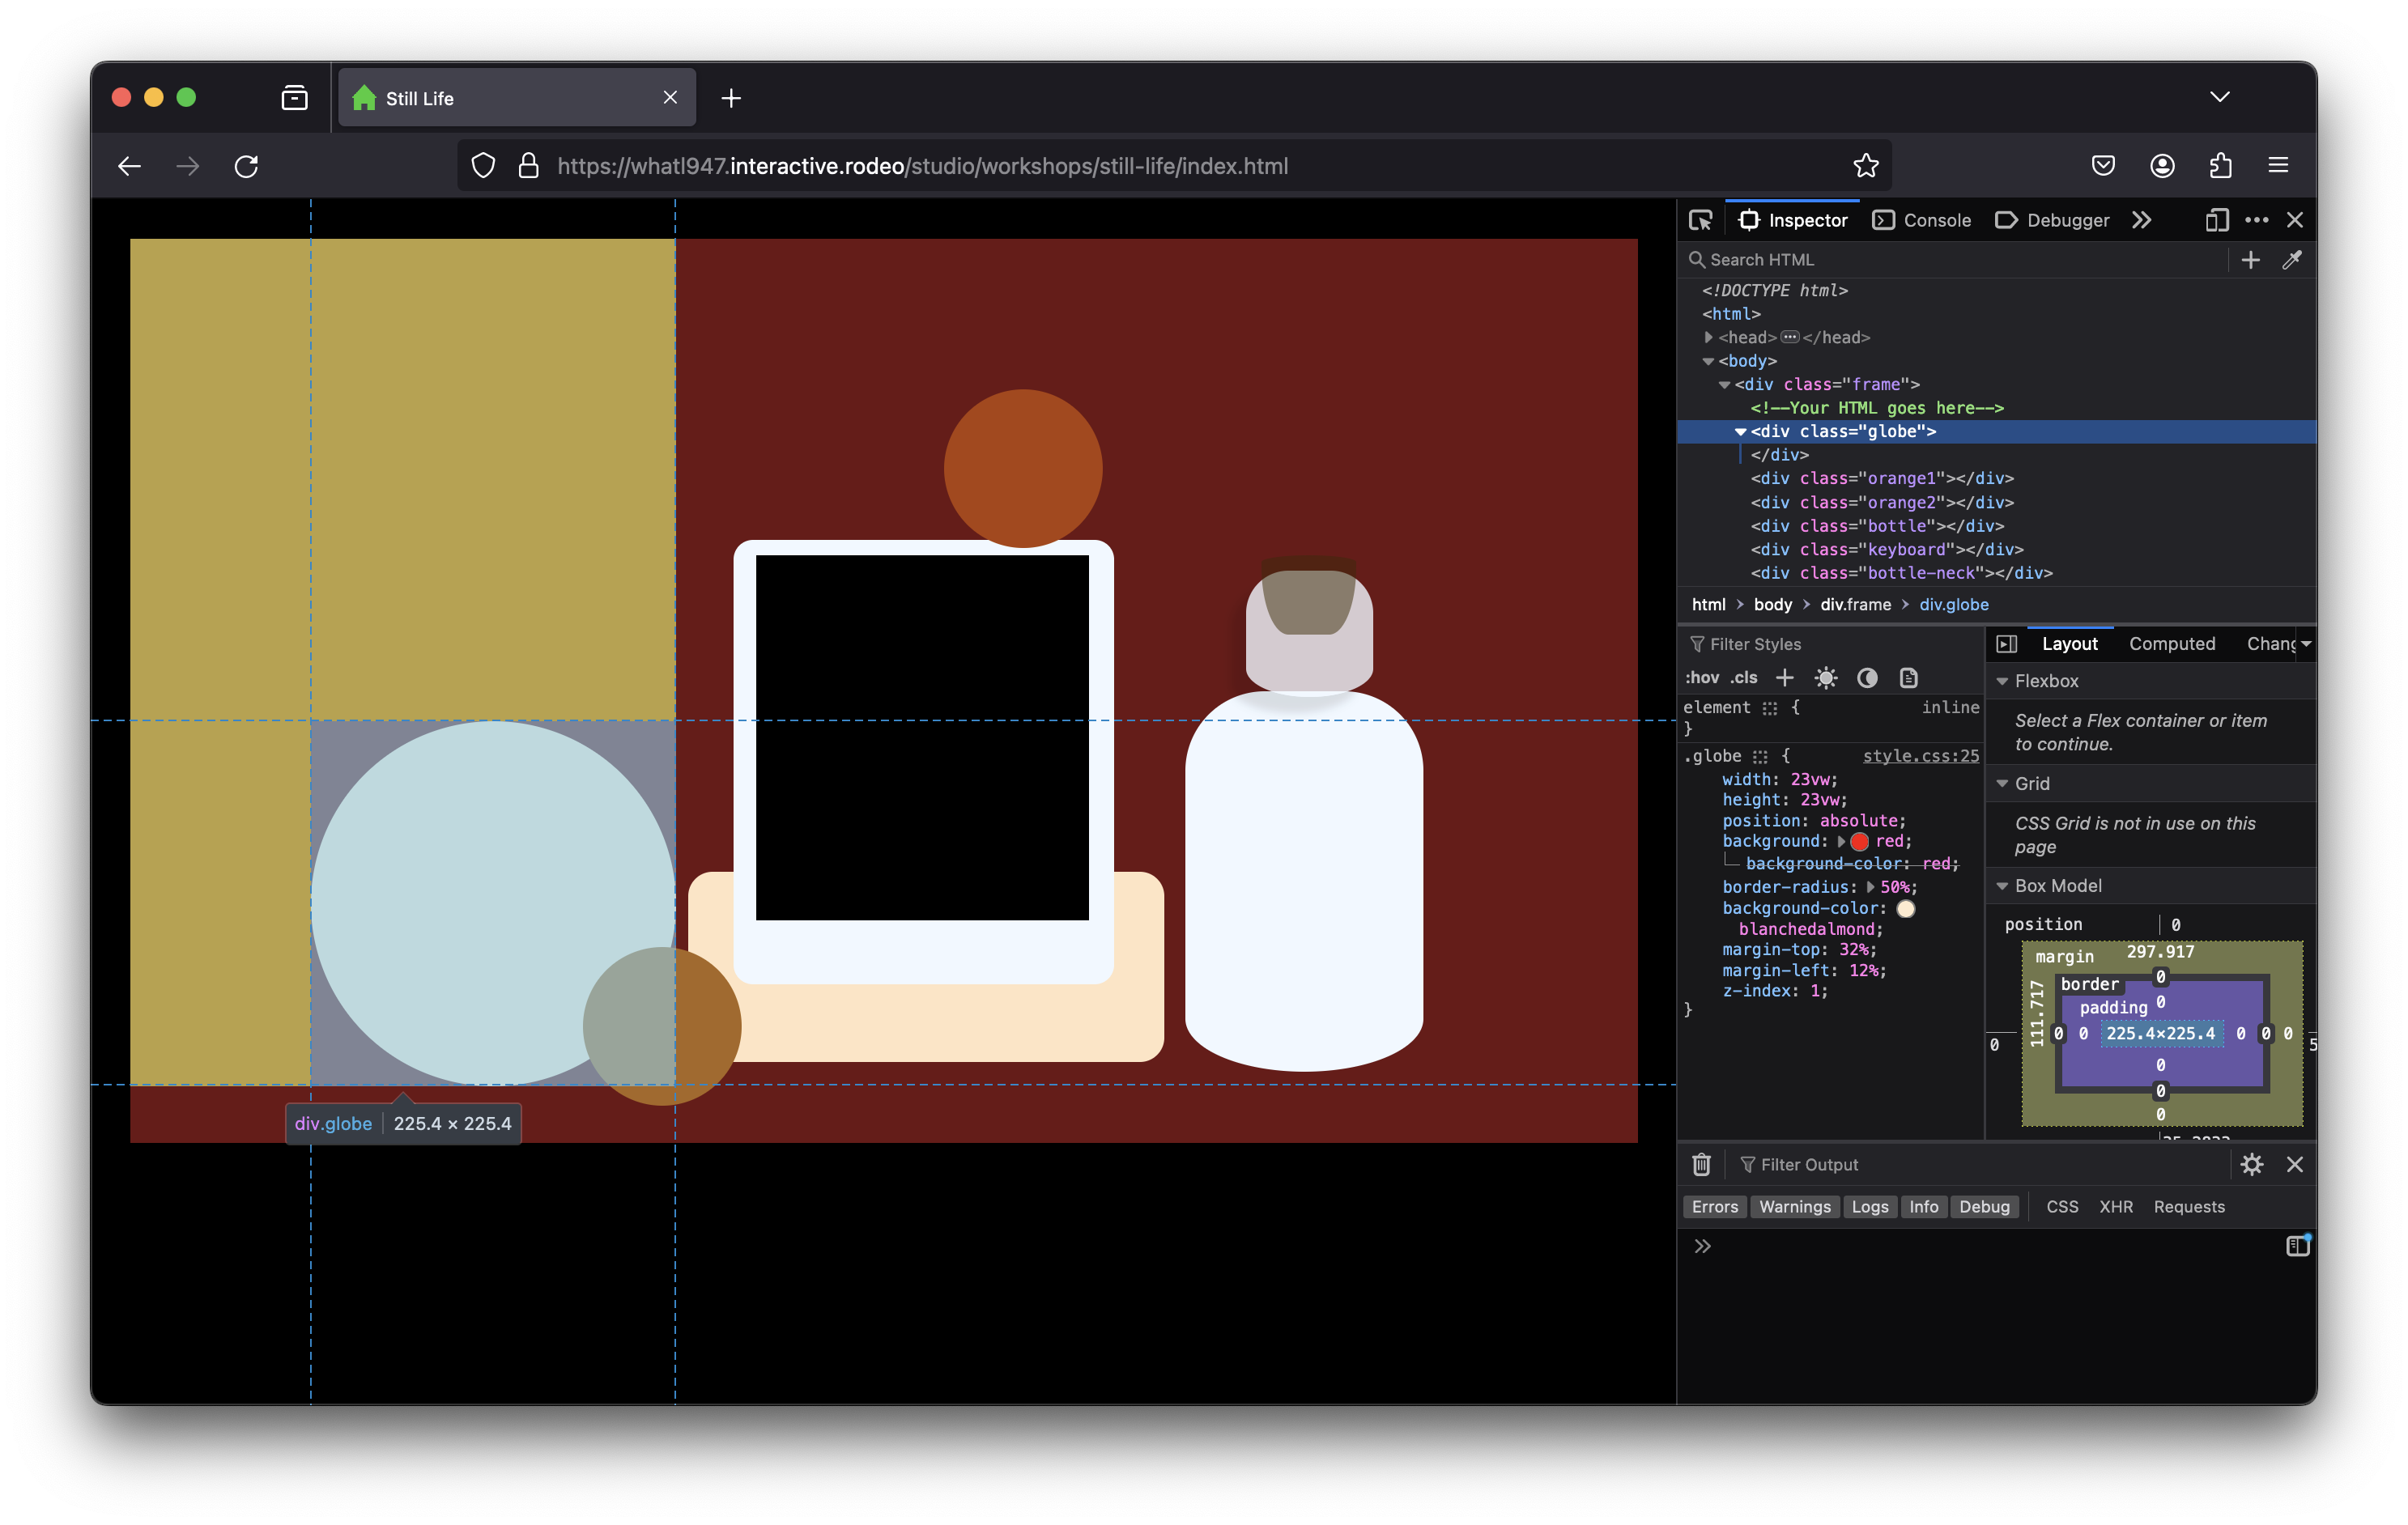 Still Life
https://whatl947.interactive.rodeo/studio/workshops/still-life/index.html
Inspector
Console
Debugger
Search HTML
<!DOCTYPE html>
<html>
<head></head>
<body>
<div class="frame">
<!--Your HTML goes here-->
<div class="globe">
</div>
<div class="orange1"></div>
<div class="orange2"></div>
<div class="bottle"></div>
<div class="keyboard"></div>
<div class="bottle-neck"></div>
html > body > div.frame > div.globe
Filter Styles
:hov .cls
element { inline
}
.globe { style.css:25
width: 23vw;
height: 23vw;
position: absolute;
background: red;
background-color: red;
border-radius: 50%;
background-color:
blanchedalmond;
margin-top: 32%;
margin-left: 12%;
z-index: 1;
}
Layout
Computed
Flexbox
Select a Flex container or item
to continue.
Grid
CSS Grid is not in use on this
page
Box Model
position 0
margin 297.917
border 0
padding 0
0 111.717 0 0 225.4×225.4 0 0 0 5
0
0
0
div.globe 225.4 × 225.4
Filter Output
Errors Warnings Logs Info Debug CSS XHR Requests